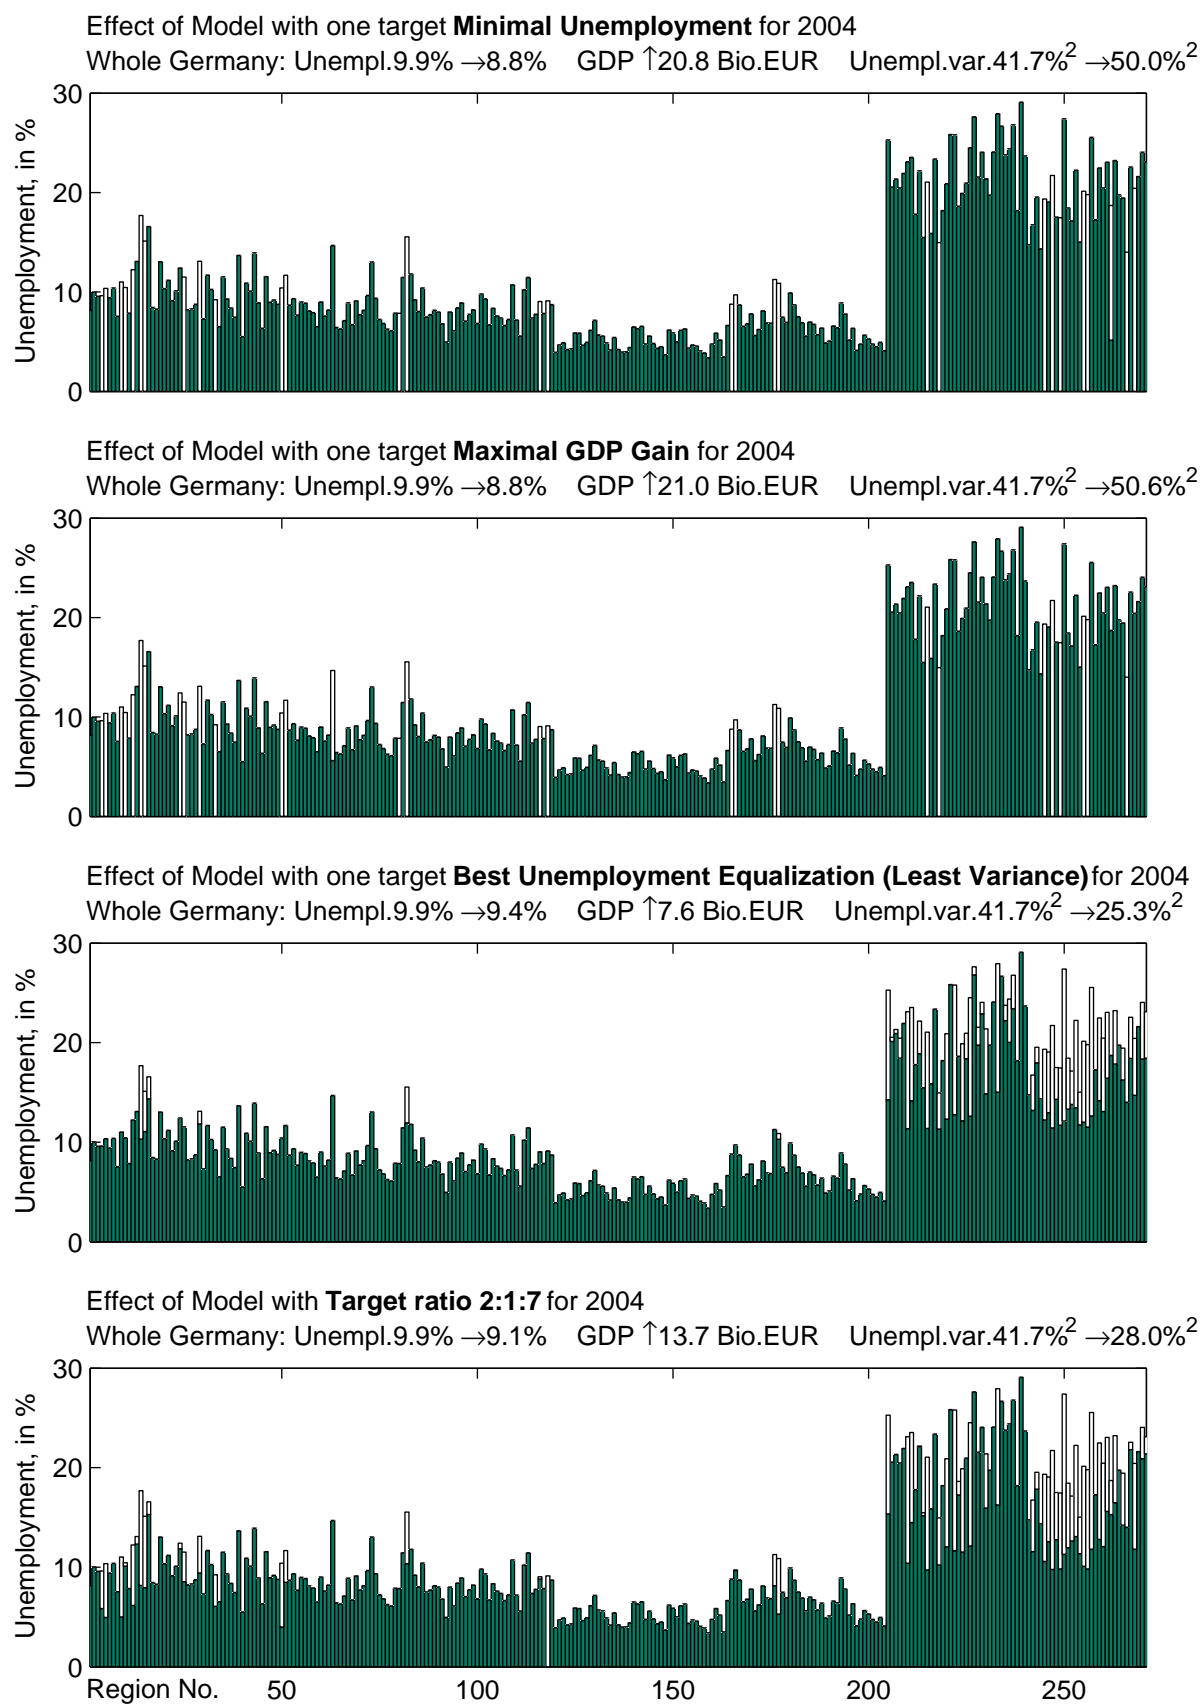 Effect of Model with one target Minimal Unemployment for 2004
Whole Germany: Unempl.9.9% →8.8% GDP ↑20.8 Bio.EUR Unempl.var.41.7%² →50.0%²
30
20
10
0
Unemployment, in %
Effect of Model with one target Maximal GDP Gain for 2004
Whole Germany: Unempl.9.9% →8.8% GDP ↑21.0 Bio.EUR Unempl.var.41.7%² →50.6%²
30
20
10
0
Unemployment, in %
Effect of Model with one target Best Unemployment Equalization (Least Variance) for 2004
Whole Germany: Unempl.9.9% →9.4% GDP ↑7.6 Bio.EUR Unempl.var.41.7%² →25.3%²
30
20
10
0
Unemployment, in %
Effect of Model with Target ratio 2:1:7 for 2004
Whole Germany: Unempl.9.9% →9.1% GDP ↑13.7 Bio.EUR Unempl.var.41.7%² →28.0%²
30
20
10
0
Unemployment, in %
Region No. 50 100 150 200 250